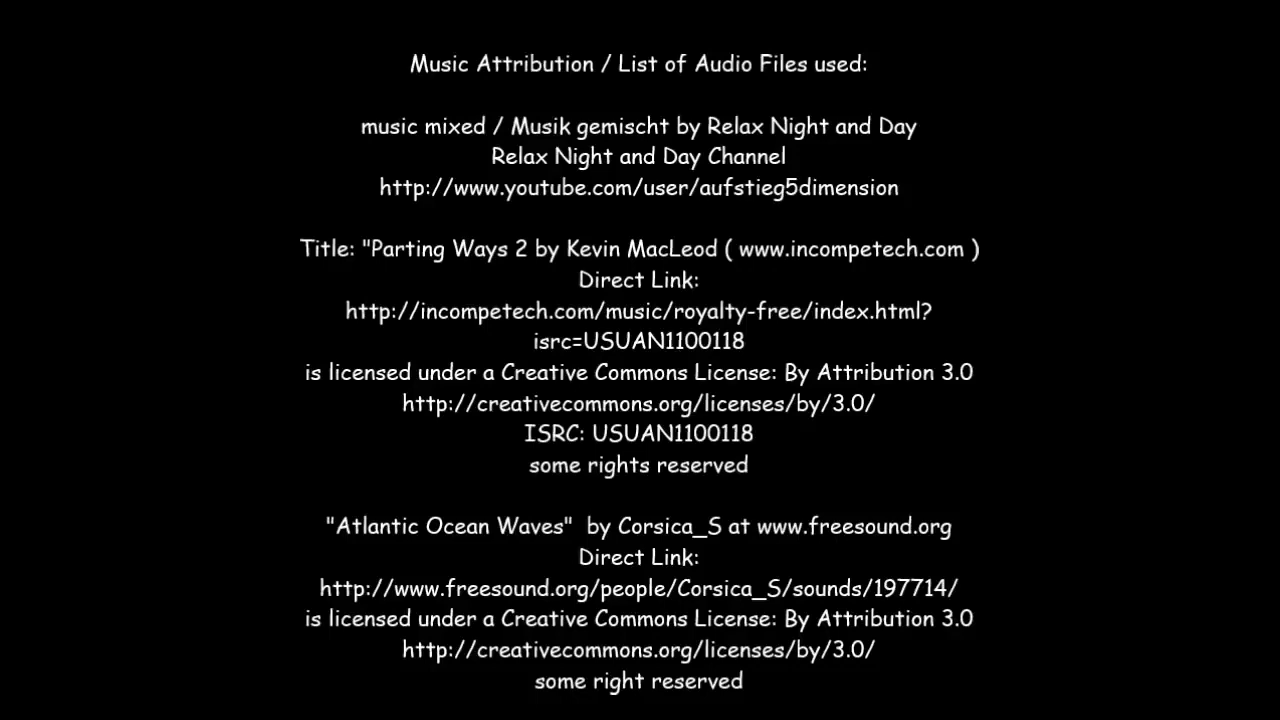 Music Attribution / List of Audio Files used:
music mixed / Musik gemischt by Relax Night and Day
Relax Night and Day Channel
http://www.youtube.com/user/aufstieg5dimension
Title: "Parting Ways 2 by Kevin MacLeod ( www.incompetech.com )
Direct Link:
http://incompetech.com/music/royalty-free/index.html?
isrc=USUAN1100118
is licensed under a Creative Commons License: By Attribution 3.0
http://creativecommons.org/licenses/by/3.0/
ISRC: USUAN1100118
some rights reserved
"Atlantic Ocean Waves"  by Corsica_S at www.freesound.org
Direct Link:
http://www.freesound.org/people/Corsica_S/sounds/197714/
is licensed under a Creative Commons License: By Attribution 3.0
http://creativecommons.org/licenses/by/3.0/
some right reserved